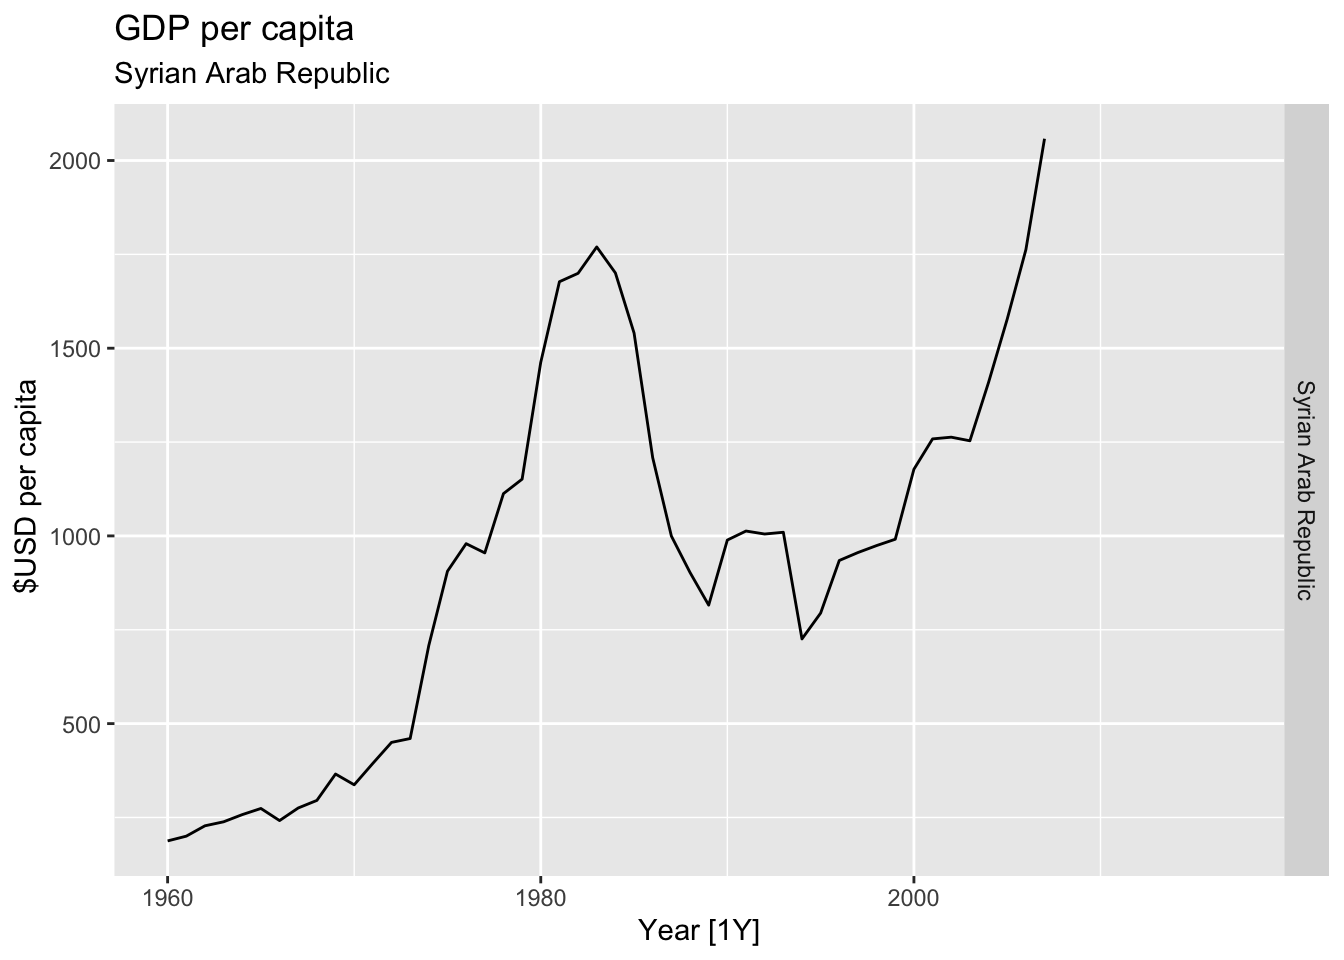 GDP per capita
Syrian Arab Republic
2000
1500
1000
500
$USD per capita
Syrian Arab Republic
1960
1980
2000
Year [1Y]